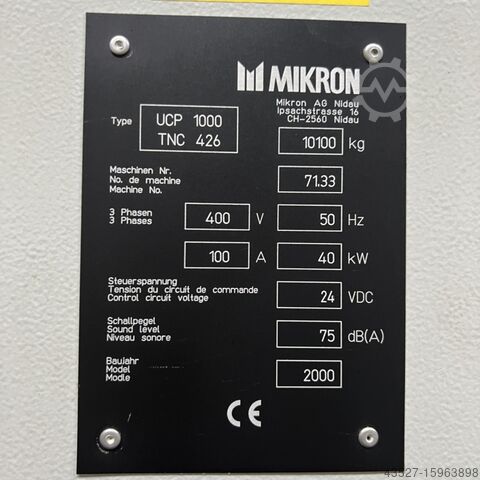 MIKRON
Mikron AG Nidau
Ipsachstrasse 16
CH-2560 Nidau
Type UCP 1000
TNC 426
10100 kg
Maschinen Nr.
No. de machine
Machine No.
71.33
3 Phasen
3 Phases
400 V 50 Hz
100 A 40 kW
Steuerspannung
Tension du circuit de commande
Control circuit voltage
24 VDC
Schallpegel
Sound level
Niveau sonore
75 dB(A)
Baujahr
Model
Modle
2000
CE
43527-15963898